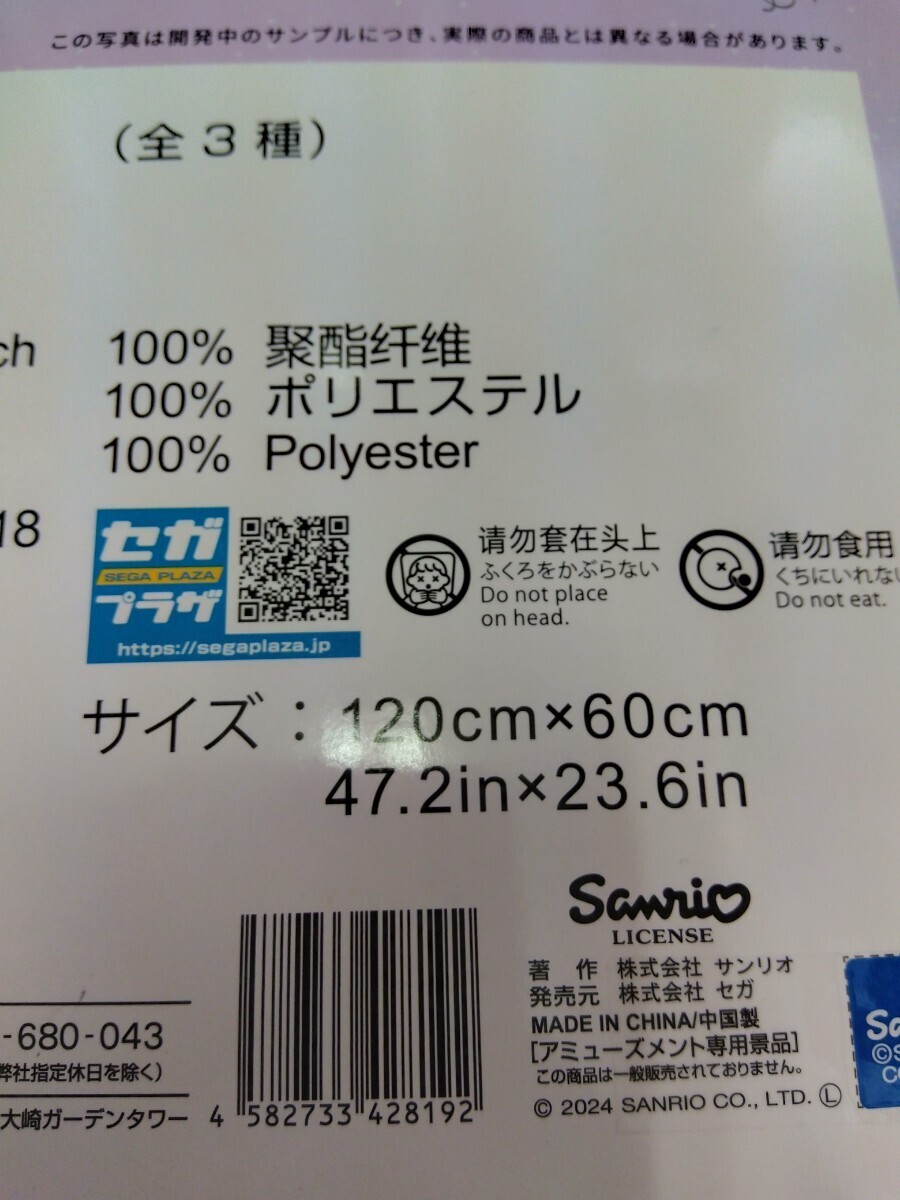 この写真は開発中のサンプルにつき、実際の商品とは異なる場合があります。
(全3種)
ch 100% 聚酯纤维
100% ポリエステル
100% Polyester
18
セガ
SEGA PLAZA
プラザ
https://segaplaza.jp
请勿套在头上
ふくろをかぶらない
Do not place
on head.
请勿食用
くちにいれない
Do not eat.
サイズ:120cm×60cm
47.2in×23.6in
Sanrio
LICENSE
著 作 株式会社 サンリオ
発売元 株式会社 セガ
MADE IN CHINA/中国製
[アミューズメント専用景品]
この商品は一般販売されておりません。
© 2024 SANRIO CO., LTD. Ⓛ
-680-043
弊社指定休日を除く)
大崎ガーデンタワー
4 582733 428192